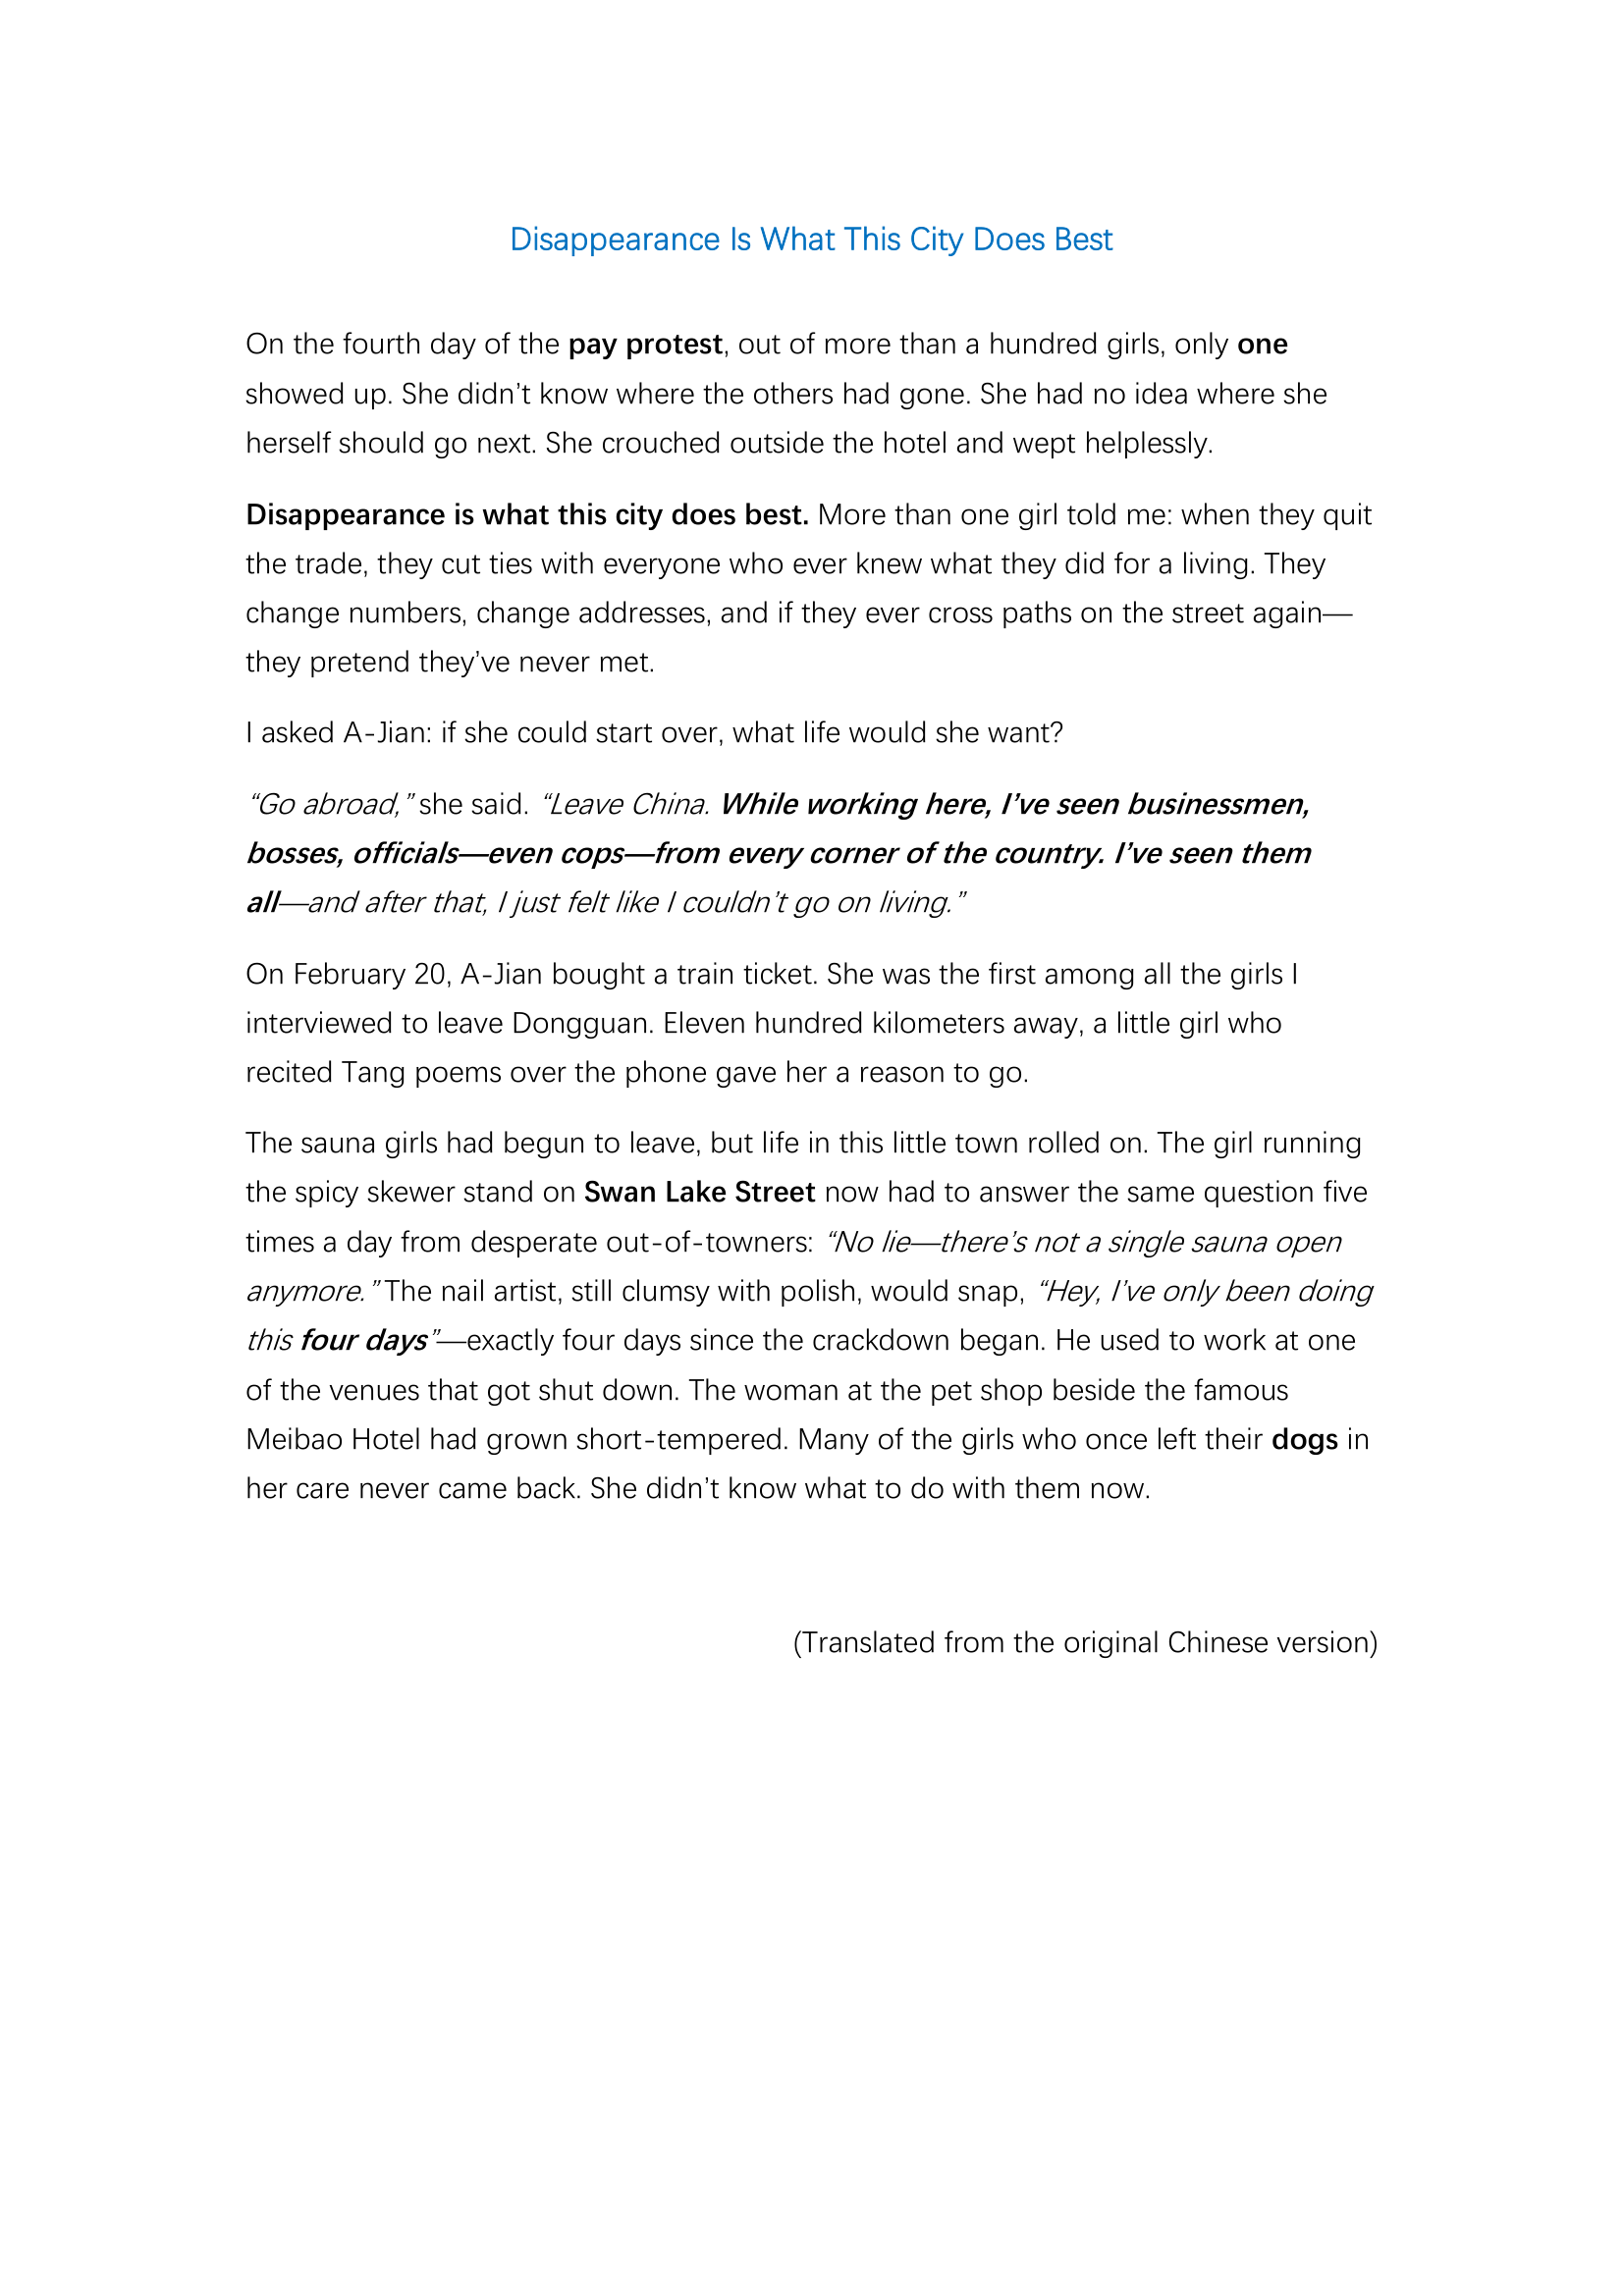 Disappearance Is What This City Does Best
On the fourth day of the pay protest, out of more than a hundred girls, only one
showed up. She didn’t know where the others had gone. She had no idea where she
herself should go next. She crouched outside the hotel and wept helplessly.
Disappearance is what this city does best. More than one girl told me: when they quit
the trade, they cut ties with everyone who ever knew what they did for a living. They
change numbers, change addresses, and if they ever cross paths on the street again—
they pretend they’ve never met.
I asked A-Jian: if she could start over, what life would she want?
“Go abroad,” she said. “Leave China. While working here, I’ve seen businessmen,
bosses, officials—even cops—from every corner of the country. I’ve seen them
all—and after that, I just felt like I couldn’t go on living.”
On February 20, A-Jian bought a train ticket. She was the first among all the girls I
interviewed to leave Dongguan. Eleven hundred kilometers away, a little girl who
recited Tang poems over the phone gave her a reason to go.
The sauna girls had begun to leave, but life in this little town rolled on. The girl running
the spicy skewer stand on Swan Lake Street now had to answer the same question five
times a day from desperate out-of-towners: “No lie—there’s not a single sauna open
anymore.” The nail artist, still clumsy with polish, would snap, “Hey, I’ve only been doing
this four days”—exactly four days since the crackdown began. He used to work at one
of the venues that got shut down. The woman at the pet shop beside the famous
Meibao Hotel had grown short-tempered. Many of the girls who once left their dogs in
her care never came back. She didn’t know what to do with them now.
(Translated from the original Chinese version)